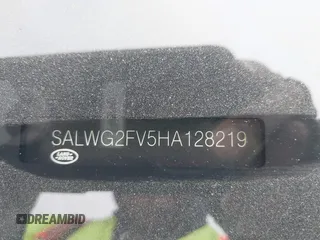 SALWG2FV5HA128219
LAND
ROVER
DREAMBID